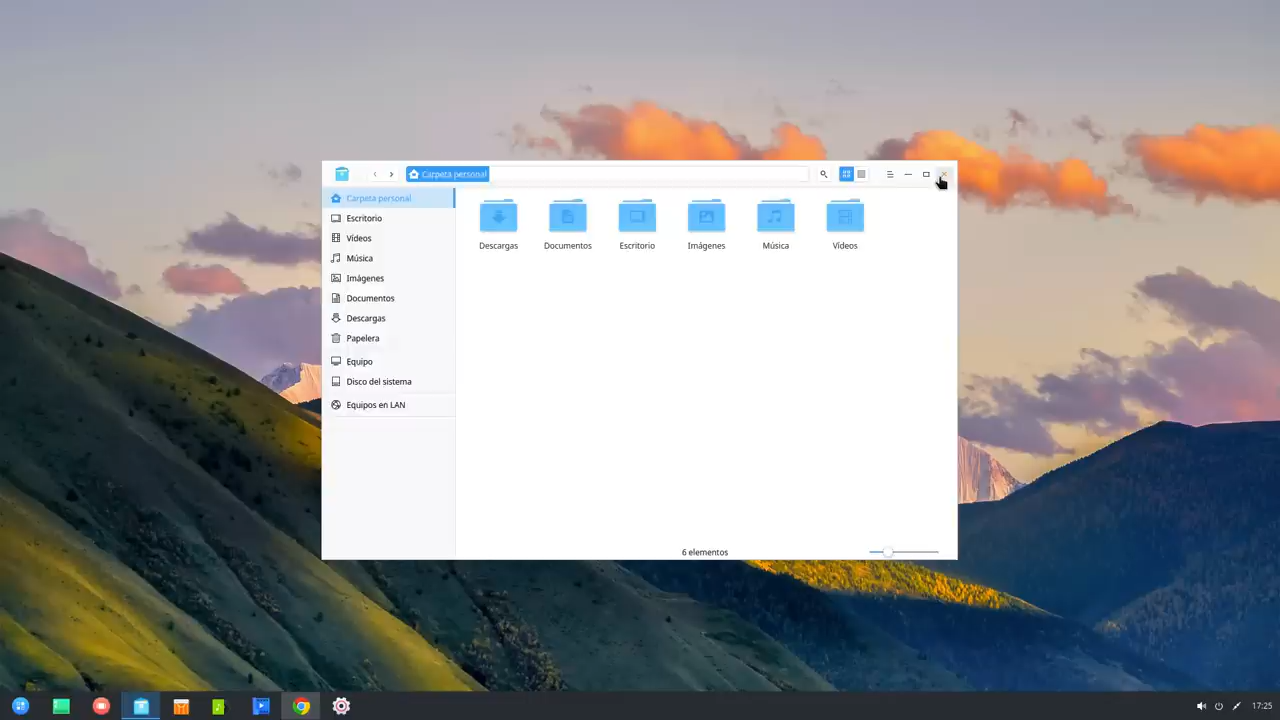 Carpeta personal
Carpeta personal
Escritorio
Vídeos
Música
Imágenes
Documentos
Descargas
Papelera
Equipo
Disco del sistema
Equipos en LAN
Descargas
Documentos
Escritorio
Imágenes
Música
Vídeos
6 elementos
17:25